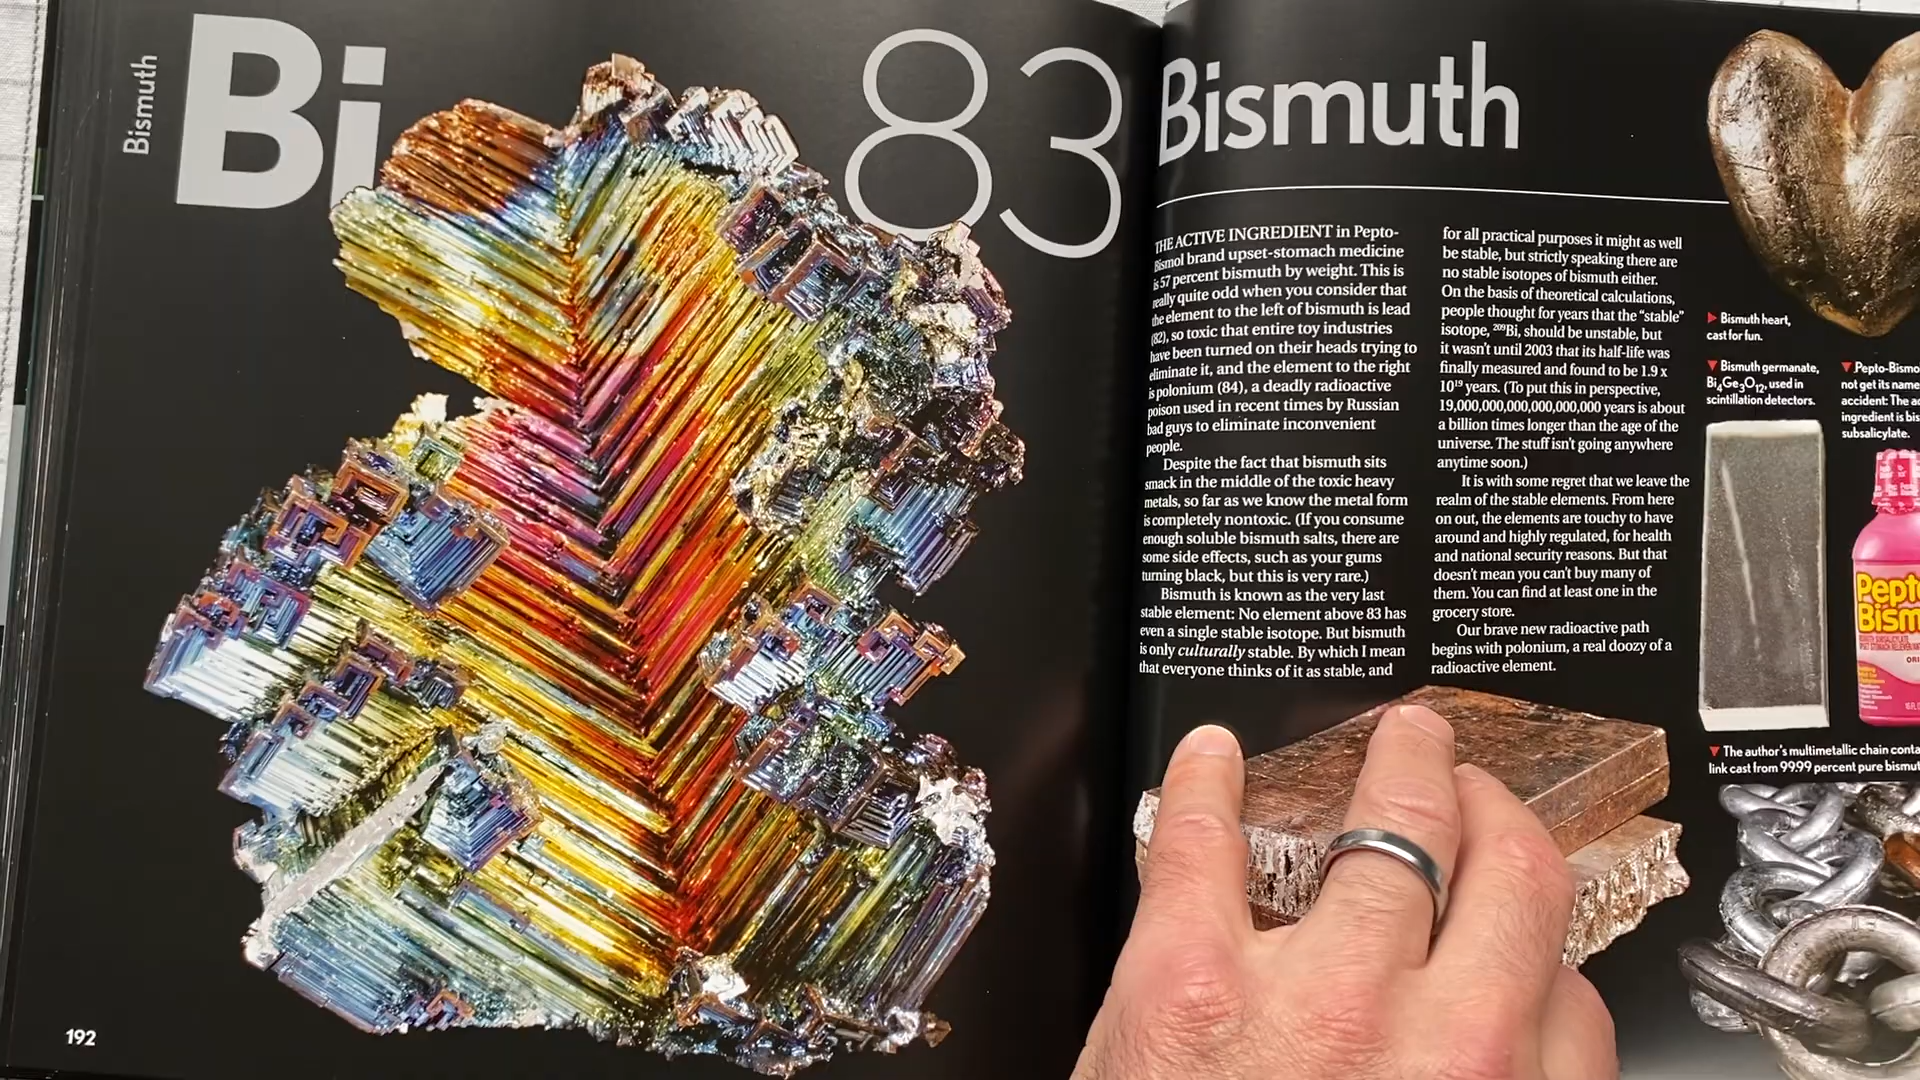 Bismuth
Bi
83
192
Bismuth
THE ACTIVE INGREDIENT in Pepto-
Bismol brand upset-stomach medicine
is 57 percent bismuth by weight. This is
really quite odd when you consider that
the element to the left of bismuth is lead
(82), so toxic that entire toy industries
have been turned on their heads trying to
eliminate it, and the element to the right
is polonium (84), a deadly radioactive
poison used in recent times by Russian
bad guys to eliminate inconvenient
people.
Despite the fact that bismuth sits
smack in the middle of the toxic heavy
metals, so far as we know the metal form
is completely nontoxic. (If you consume
enough soluble bismuth salts, there are
some side effects, such as your gums
turning black, but this is very rare.)
Bismuth is known as the very last
stable element: No element above 83 has
even a single stable isotope. But bismuth
is only culturally stable. By which I mean
that everyone thinks of it as stable, and
for all practical purposes it might as well
be stable, but strictly speaking there are
no stable isotopes of bismuth either.
On the basis of theoretical calculations,
people thought for years that the “stable”
isotope, ²⁰⁹Bi, should be unstable, but
it wasn’t until 2003 that its half-life was
finally measured and found to be 1.9 x
10¹⁹ years. (To put this in perspective,
19,000,000,000,000,000,000 years is about
a billion times longer than the age of the
universe. The stuff isn’t going anywhere
anytime soon.)
It is with some regret that we leave the
realm of the stable elements. From here
on out, the elements are touchy to have
around and highly regulated, for health
and national security reasons. But that
doesn’t mean you can’t buy many of
them. You can find at least one in the
grocery store.
Our brave new radioactive path
begins with polonium, a real doozy of a
radioactive element.
▶ Bismuth heart,
cast for fun.
▼ Bismuth germanate,
Bi₄Ge₃O₁₂, used in
scintillation detectors.
▼ Pepto-Bismo
not get its name
accident: The ac
ingredient is bis
subsalicylate.
Pepto
Bism
ORI
▼ The author’s multimetallic chain conta
link cast from 99.99 percent pure bismut